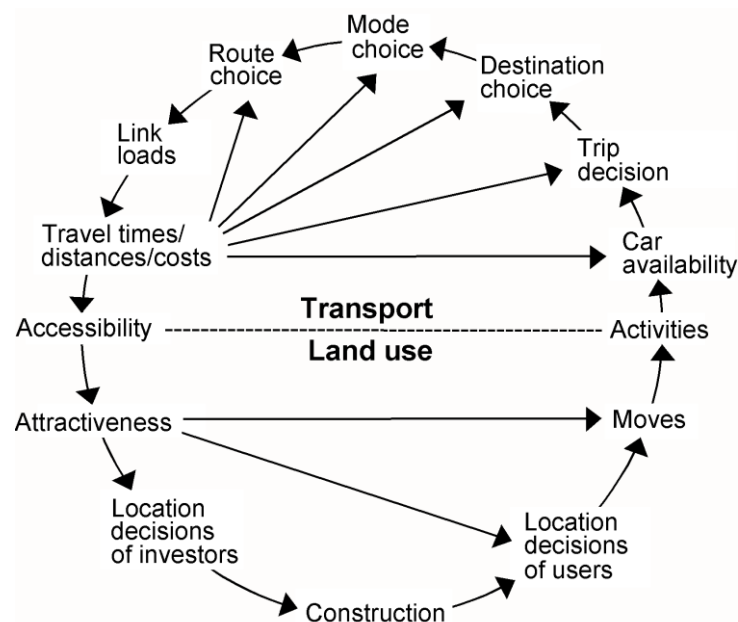 Mode
choice
Route
choice
Destination
choice
Link
loads
Trip
decision
Travel times/
distances/costs
Car
availability
Transport
Accessibility
Activities
Land use
Attractiveness
Moves
Location
decisions
of investors
Location
decisions
of users
Construction